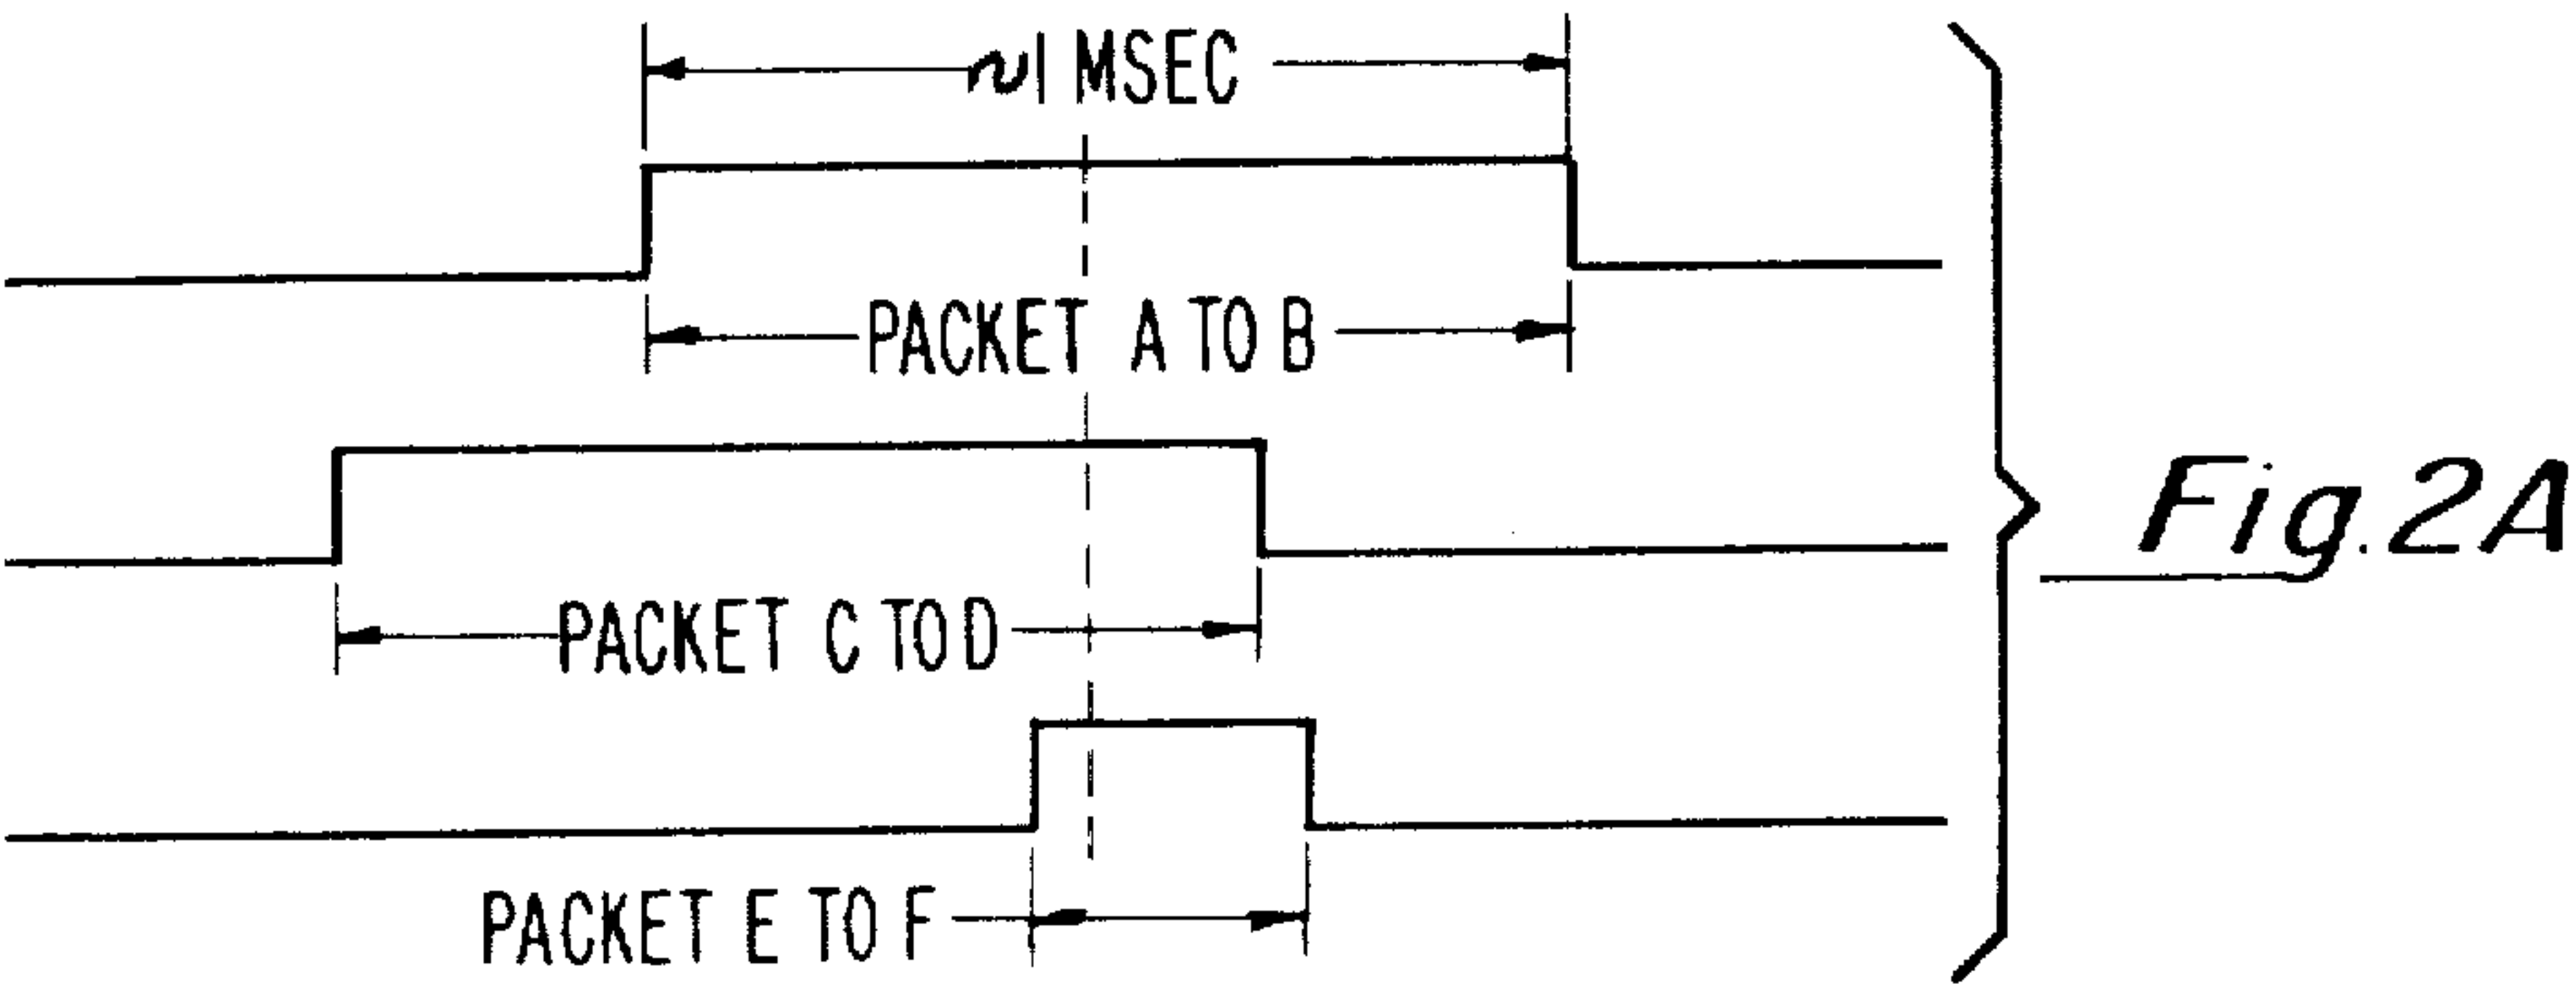 ~1 MSEC
PACKET A TO B
PACKET C TO D
PACKET E TO F
Fig. 2A